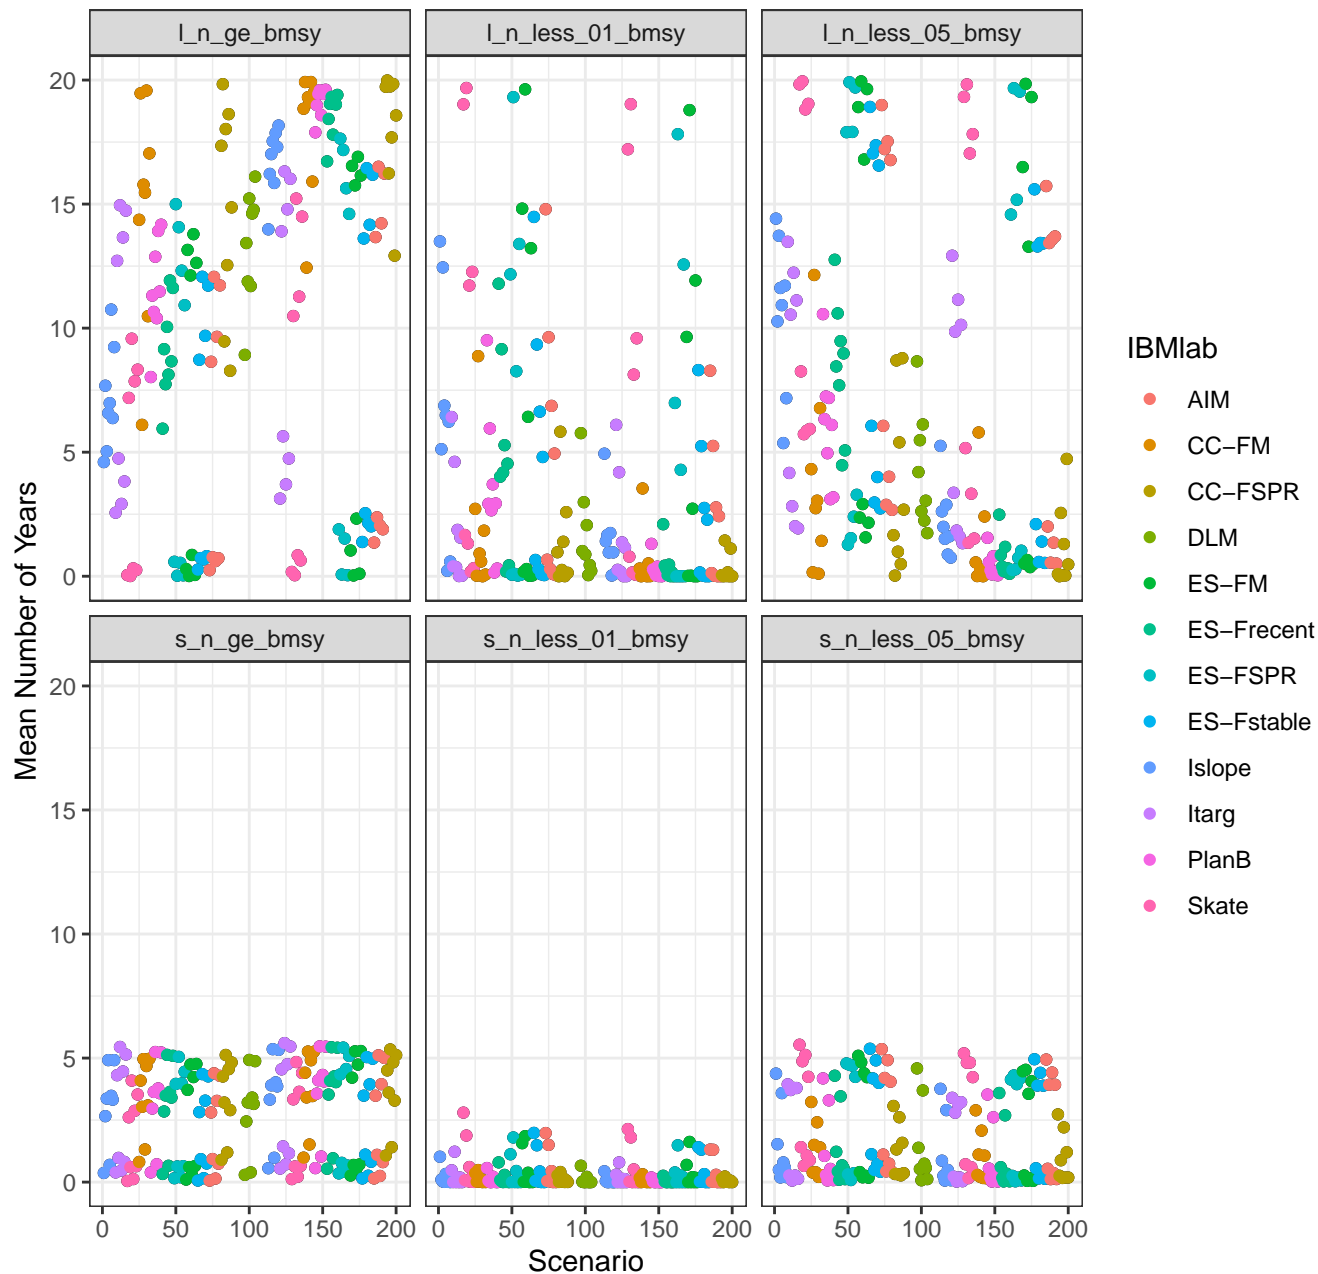 l_n_ge_bmsy
l_n_less_01_bmsy
l_n_less_05_bmsy
20
15
10
5
0
s_n_ge_bmsy
s_n_less_01_bmsy
s_n_less_05_bmsy
20
15
10
5
0
0 50 100 150 200
0 50 100 150 200
0 50 100 150 200
Scenario
Mean Number of Years
IBMlab
AIM
CC−FM
CC−FSPR
DLM
ES−FM
ES−Frecent
ES−FSPR
ES−Fstable
Islope
Itarg
PlanB
Skate